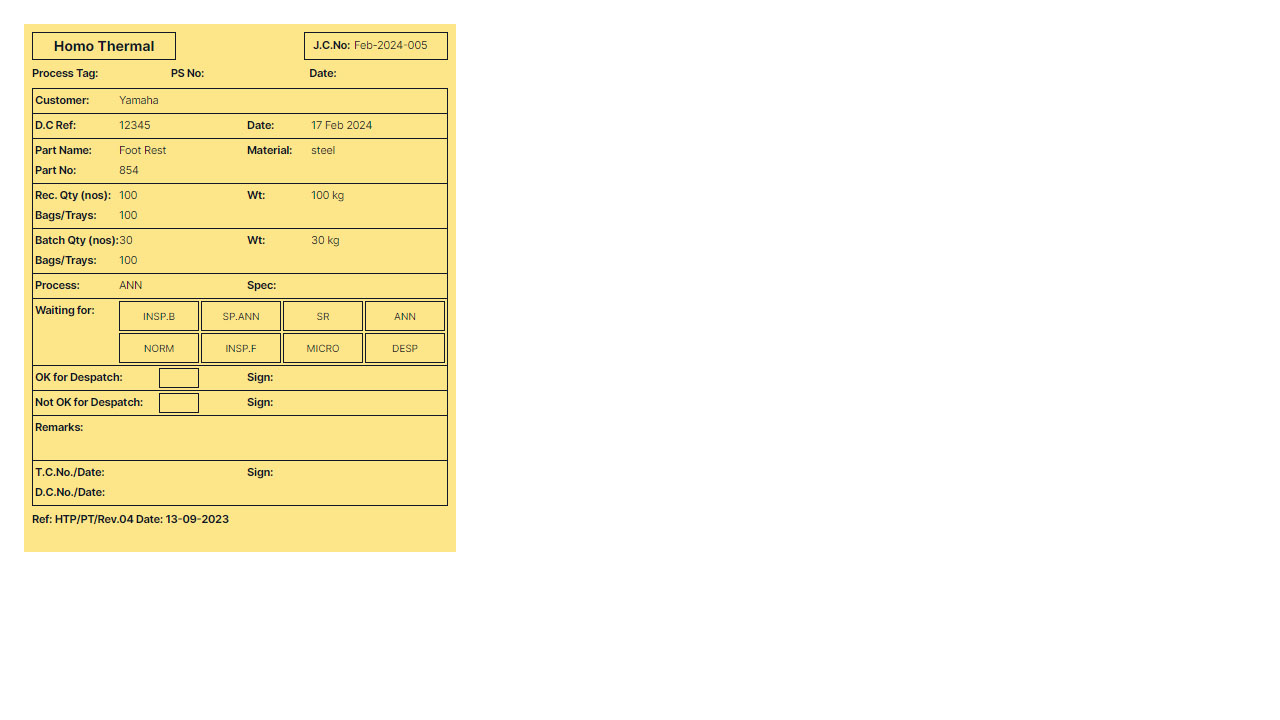 Homo Thermal
J.C.No: Feb-2024-005
Process Tag: PS No: Date:
Customer: Yamaha
D.C Ref: 12345 Date: 17 Feb 2024
Part Name: Foot Rest Material: steel
Part No: 854
Rec. Qty (nos): 100 Wt: 100 kg
Bags/Trays: 100
Batch Qty (nos): 30 Wt: 30 kg
Bags/Trays: 100
Process: ANN Spec:
Waiting for: INSP.B SP.ANN SR ANN
NORM INSP.F MICRO DESP
OK for Despatch: Sign:
Not OK for Despatch: Sign:
Remarks:
T.C.No./Date: Sign:
D.C.No./Date:
Ref: HTP/PT/Rev.04 Date: 13-09-2023